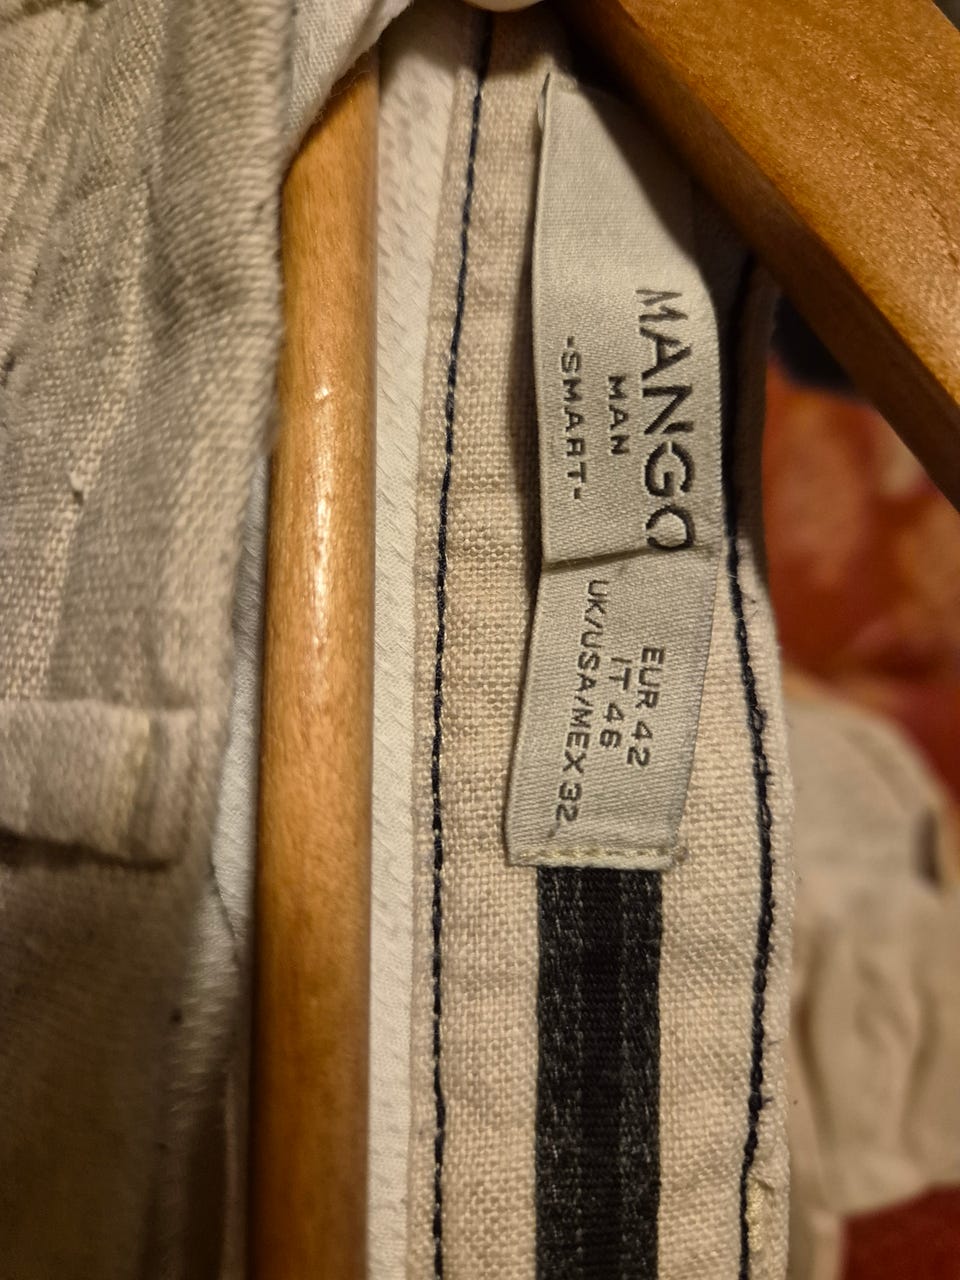 MANGO
MAN
-SMART-
EUR 42
IT 46
UK/USA/MEX 32